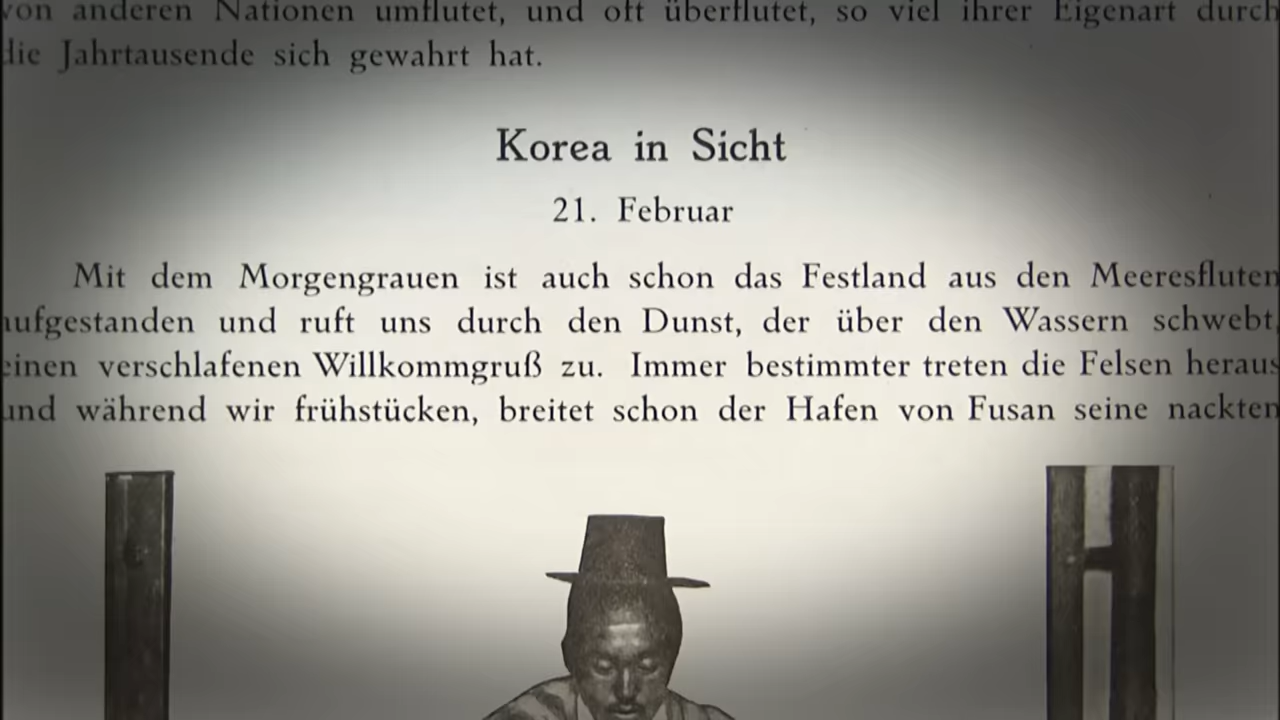 von anderen Nationen umflutet, und oft überflutet, so viel ihrer Eigenart durch
die Jahrtausende sich gewahrt hat.
Korea in Sicht
21. Februar
Mit dem Morgengrauen ist auch schon das Festland aus den Meeresfluten
aufgestanden und ruft uns durch den Dunst, der über den Wassern schwebt,
einen verschlafenen Willkommgruß zu. Immer bestimmter treten die Felsen heraus
und während wir frühstücken, breitet schon der Hafen von Fusan seine nackten